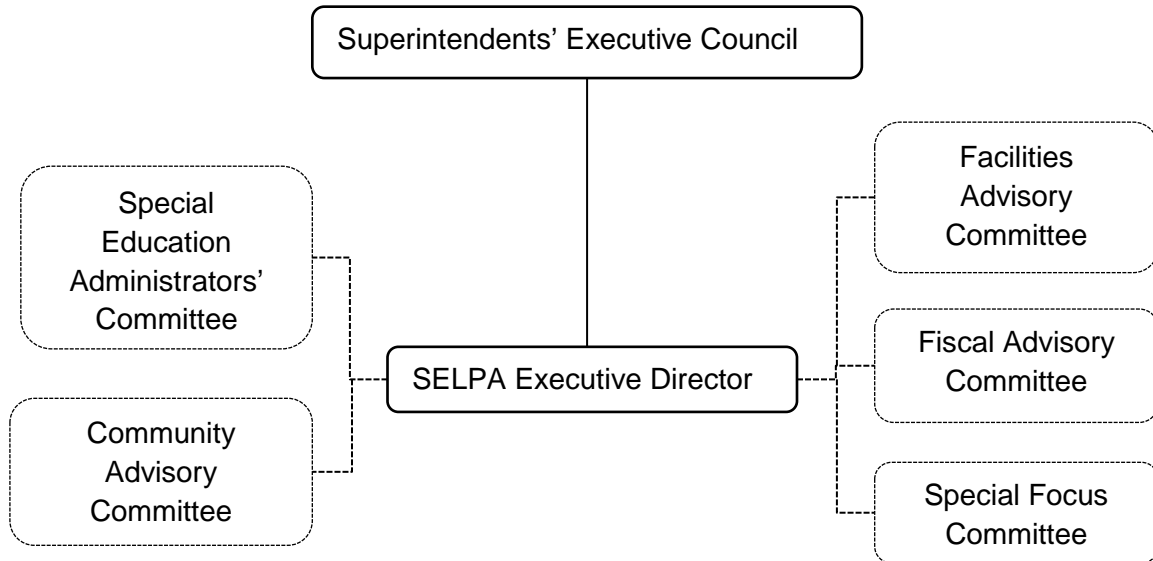 Superintendents’ Executive Council
Special
Education
Administrators’
Committee
Community
Advisory
Committee
SELPA Executive Director
Facilities
Advisory
Committee
Fiscal Advisory
Committee
Special Focus
Committee